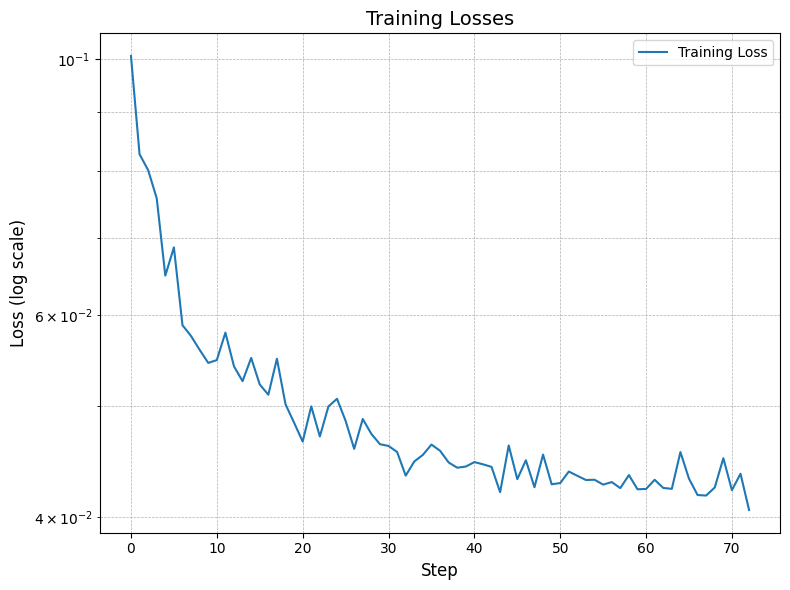 Training Losses
Training Loss
Loss (log scale)
10⁻¹
6 × 10⁻²
4 × 10⁻²
0 10 20 30 40 50 60 70
Step